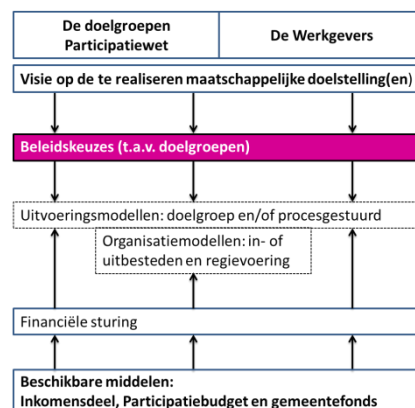 De doelgroepen
Participatiewet
De Werkgevers
Visie op de te realiseren maatschappelijke doelstelling(en)
Beleidskeuzes (t.a.v. doelgroepen)
Uitvoeringsmodellen: doelgroep en/of procesgestuurd
Organisatiemodellen: in- of
uitbesteden en regievoering
Financiële sturing
Beschikbare middelen:
Inkomensdeel, Participatiebudget en gemeentefonds